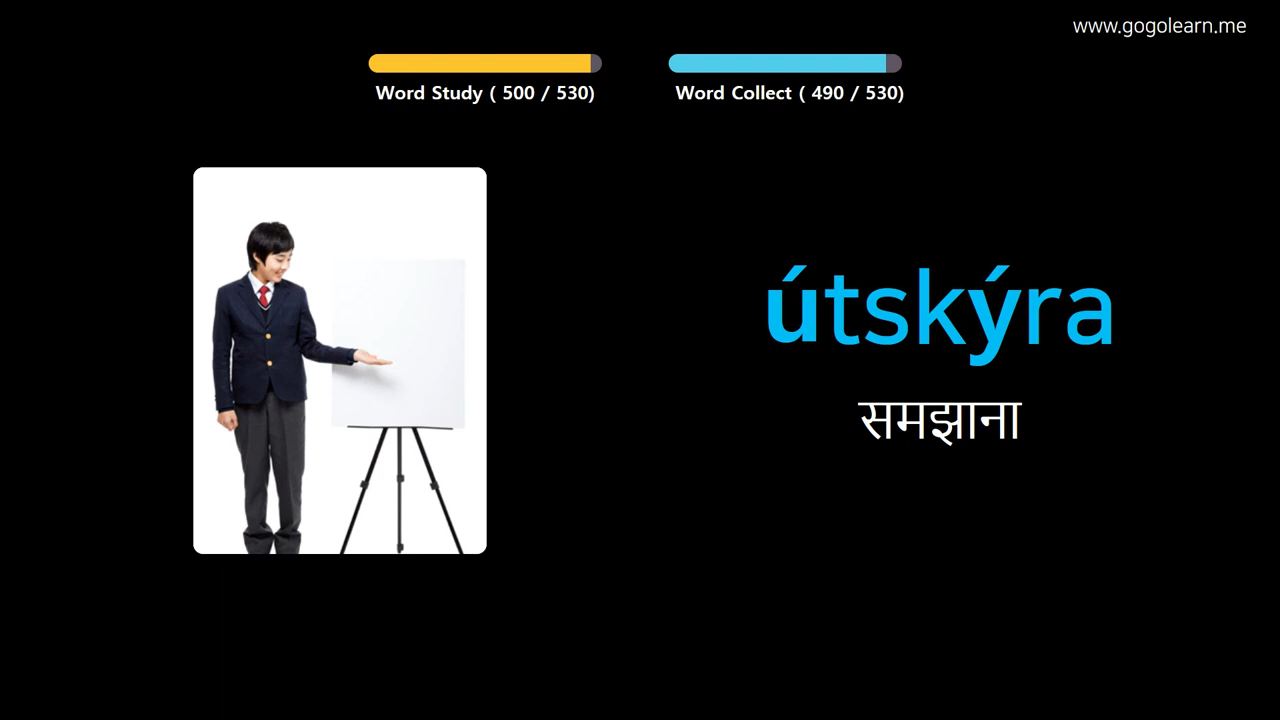 www.gogolearn.me
Word Study ( 500 / 530)
Word Collect ( 490 / 530)
útskýra
समझाना